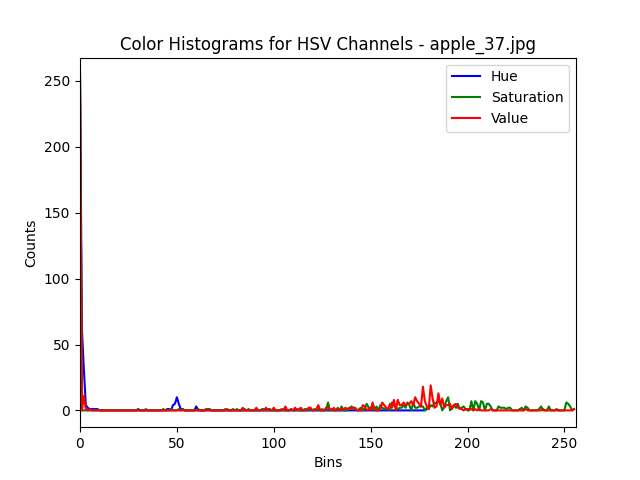 Color Histograms for HSV Channels - apple_37.jpg
Hue
Saturation
Value
Counts
250
200
150
100
50
0
0 50 100 150 200 250
Bins